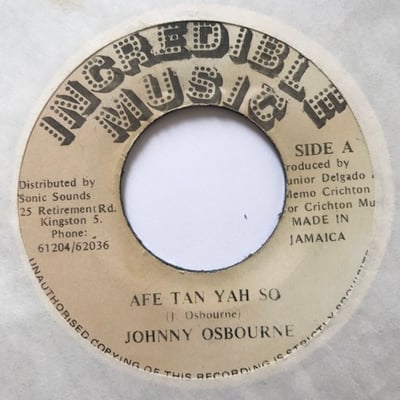 INCREDIBLE
MUSIC
SIDE A
Distributed by
Sonic Sounds
25 Retirement Rd.
Kingston 5.
Phone:
61204/62036
roduced by
unior Delgado &
Memo Crichton
or Crichton Mu
MADE IN
JAMAICA
AFE TAN YAH SO
(J. Osbourne)
JOHNNY OSBOURNE
UNAUTHORISED COPYING OF THIS RECORDING IS STRICTLY PROHIBITED